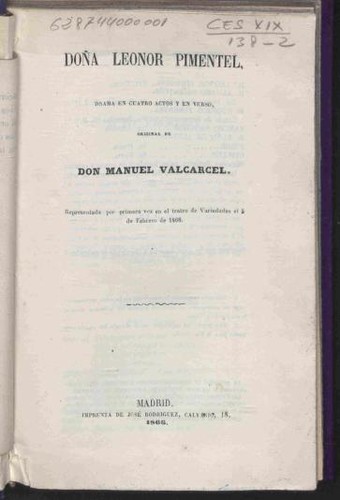 638744000001
CES XIX
138-2
DOÑA LEONOR PIMENTEL,
DRAMA EN CUATRO ACTOS Y EN VERSO,
ORIGINAL DE
DON MANUEL VALCARCEL.
Representado por primera vez en el teatro de Variedades el
de Febrero de
MADRID.
IMPRENTA DE JOSÉ RODRIGUEZ, CALVARIO, 18.
1866.